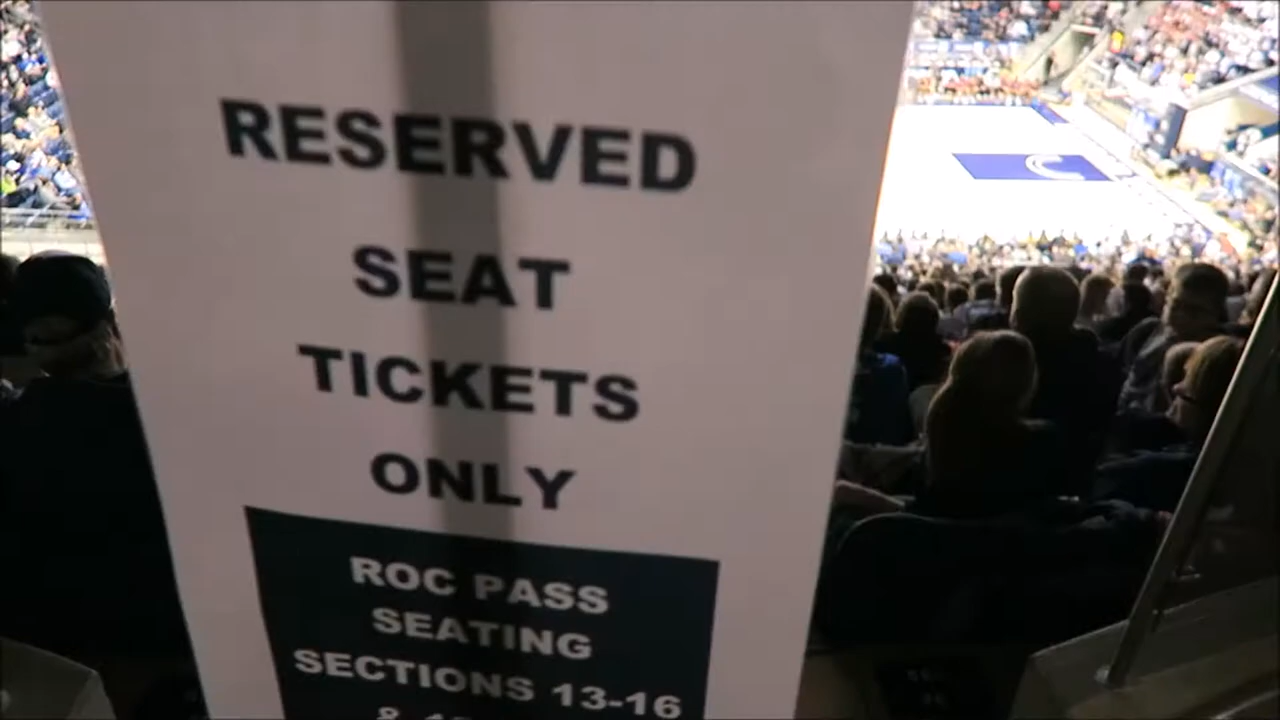 RESERVED
SEAT
TICKETS
ONLY
ROC PASS
SEATING
SECTIONS 13-16
&